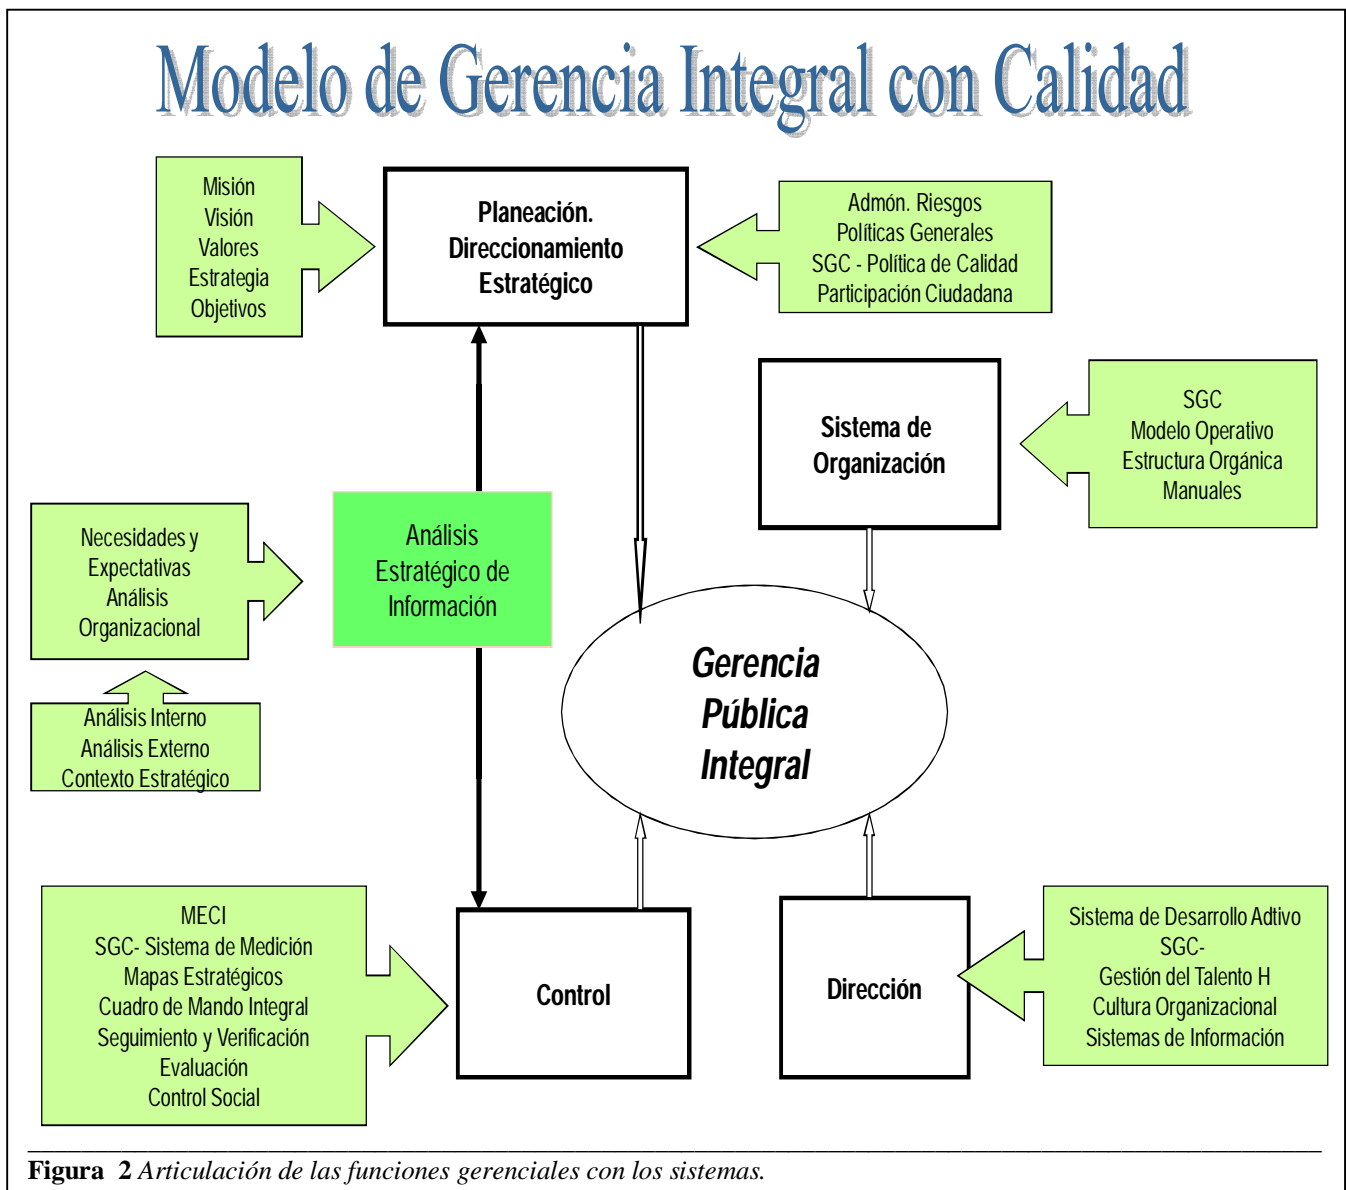 Modelo de Gerencia Integral con Calidad
Misión
Visión
Valores
Estrategia
Objetivos
Planeación.
Direccionamiento
Estratégico
Admón. Riesgos
Políticas Generales
SGC - Política de Calidad
Participación Ciudadana
Sistema de
Organización
SGC
Modelo Operativo
Estructura Orgánica
Manuales
Necesidades y
Expectativas
Análisis
Organizacional
Análisis
Estratégico de
Información
Análisis Interno
Análisis Externo
Contexto Estratégico
Gerencia
Pública
Integral
MECI
SGC- Sistema de Medición
Mapas Estratégicos
Cuadro de Mando Integral
Seguimiento y Verificación
Evaluación
Control Social
Control
Dirección
Sistema de Desarrollo Adtivo
SGC-
Gestión del Talento H
Cultura Organizacional
Sistemas de Información
Figura 2 Articulación de las funciones gerenciales con los sistemas.